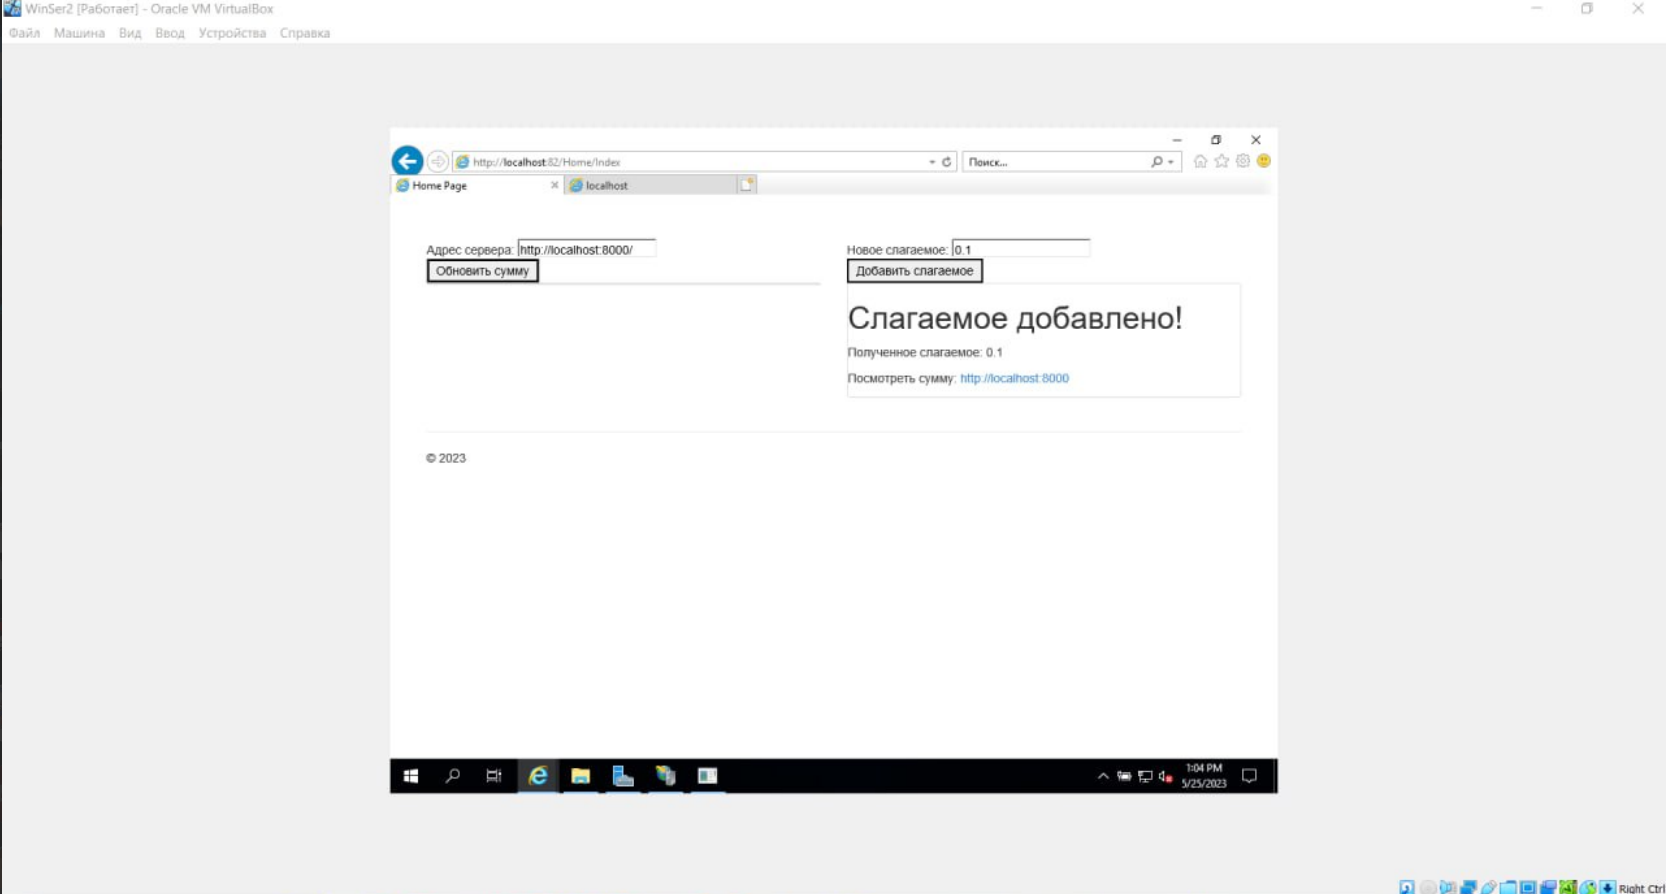 WinSer2 [Работает] - Oracle VM VirtualBox
Файл Машина Вид Ввод Устройства Справка
http://localhost:82/Home/Index
Поиск...
Home Page
localhost
Адрес сервера: http://localhost:8000/
Обновить сумму
Новое слагаемое: 0.1
Добавить слагаемое
Слагаемое добавлено!
Полученное слагаемое: 0.1
Посмотреть сумму: http://localhost:8000
© 2023
1:04 PM
5/25/2023
Right Ctrl